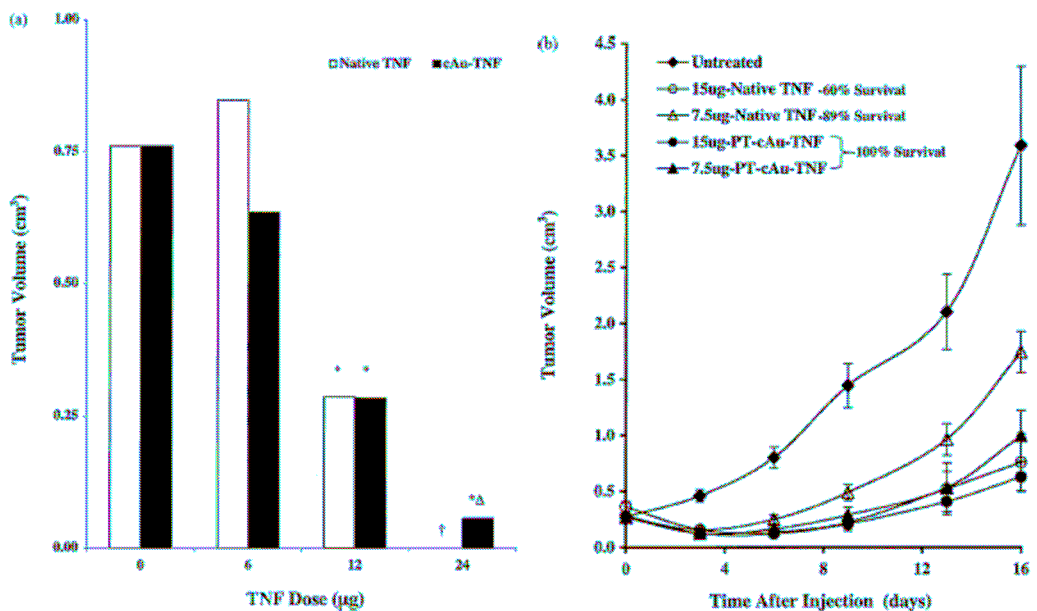 (a)
1.00
0.75
0.50
0.25
0.00
Tumor Volume (cm³)
Native TNF cAu-TNF
* *
†
*Δ
0 6 12 24
TNF Dose (µg)
(b)
4.5
4.0
3.5
3.0
2.5
2.0
1.5
1.0
0.5
0.0
Tumor Volume (cm³)
Untreated
15ug-Native TNF -60% Survival
7.5ug-Native TNF -89% Survival
15ug-PT-cAu-TNF
7.5ug-PT-cAu-TNF
100% Survival
0 4 8 12 16
Time After Injection (days)